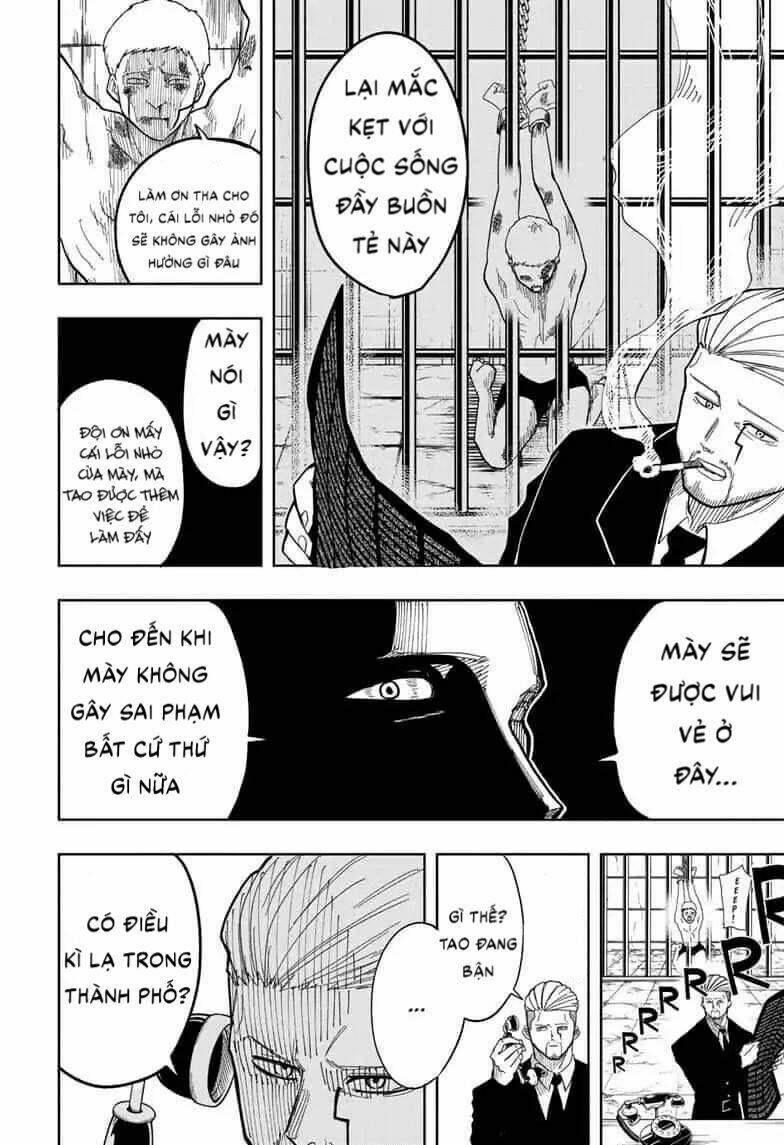 LẠI MẮC
KẸT VỚI
CUỘC SỐNG
ĐẦY BUỒN
TẺ NÀY
LÀM ƠN THA CHO
TÔI, CÁI LỖI NHỎ ĐÓ
SẼ KHÔNG GÂY ẢNH
HƯỞNG GÌ ĐÂU
MÀY
NÓI
GÌ
VẬY?
ĐỘI ƠN MẤY
CÁI LỖI NHỎ
CỦA MÀY, MÀ
TAO ĐƯỢC THÊM
VIỆC ĐỂ
LÀM ĐẤY
MÀY SẼ
ĐƯỢC VUI
VẺ Ở
ĐÂY...
CHO ĐẾN KHI
MÀY KHÔNG
GÂY SAI PHẠM
BẤT CỨ THỨ
GÌ NỮA
EEEP!
RRRRRRRR
GÌ THẾ?
TAO ĐANG
BẬN
...
CÓ ĐIỀU
KÌ LẠ TRONG
THÀNH PHỐ?